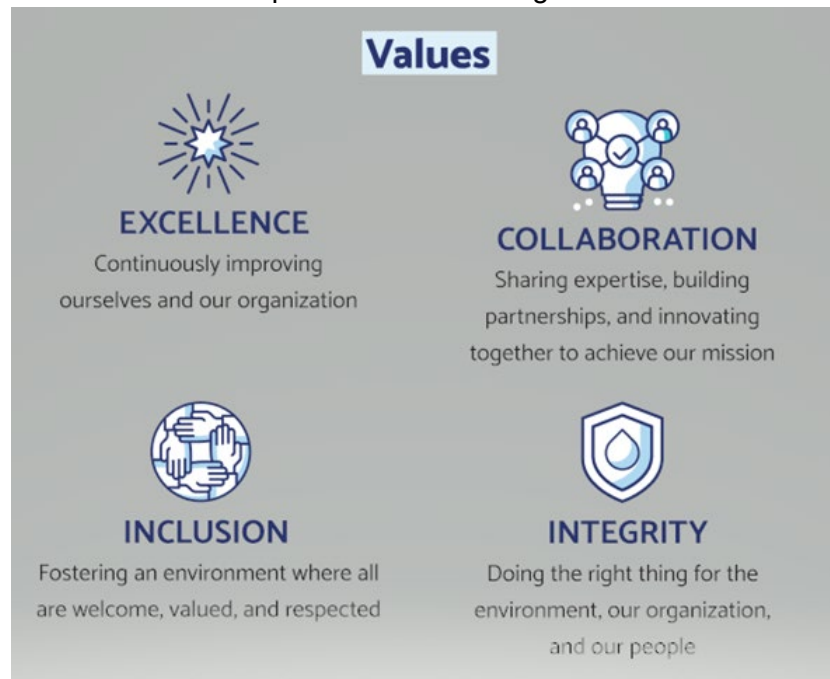 Values
EXCELLENCE
Continuously improving
ourselves and our organization
COLLABORATION
Sharing expertise, building
partnerships, and innovating
together to achieve our mission
INCLUSION
Fostering an environment where all
are welcome, valued, and respected
INTEGRITY
Doing the right thing for the
environment, our organization,
and our people